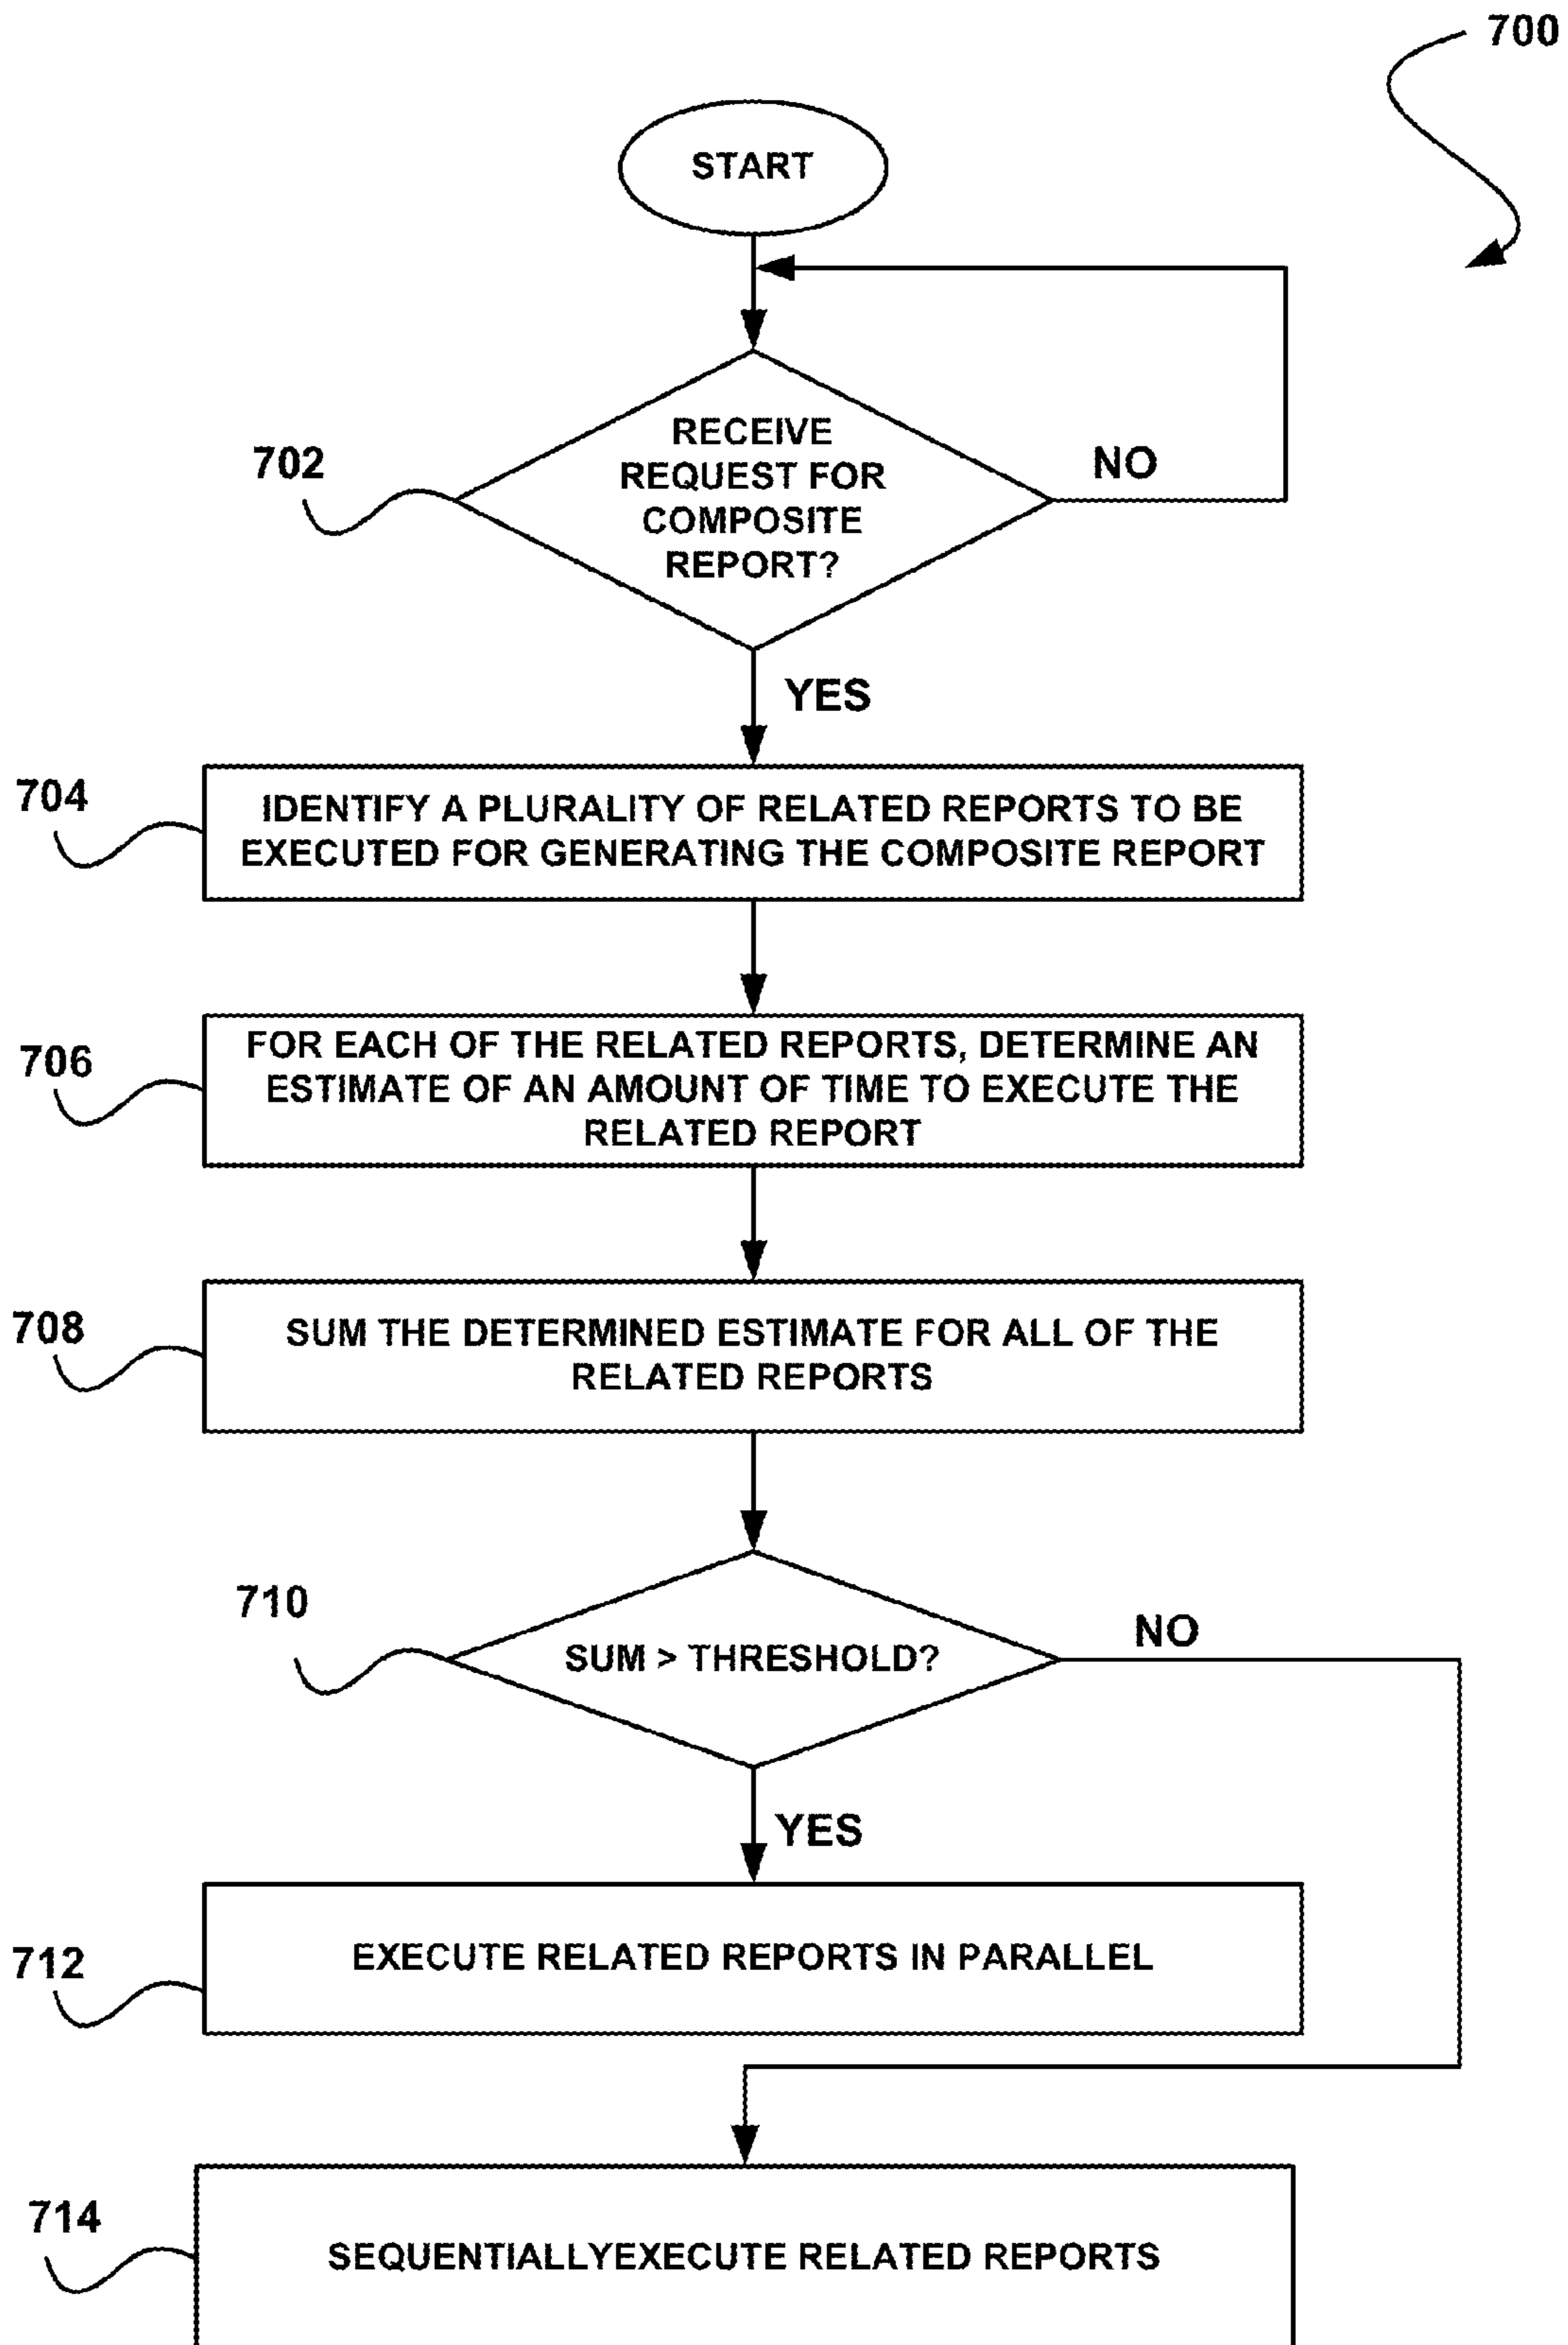 700
START
RECEIVE
REQUEST FOR
COMPOSITE
REPORT?
702
NO
YES
704
IDENTIFY A PLURALITY OF RELATED REPORTS TO BE
EXECUTED FOR GENERATING THE COMPOSITE REPORT
706
FOR EACH OF THE RELATED REPORTS, DETERMINE AN
ESTIMATE OF AN AMOUNT OF TIME TO EXECUTE THE
RELATED REPORT
708
SUM THE DETERMINED ESTIMATE FOR ALL OF THE
RELATED REPORTS
710
SUM > THRESHOLD?
NO
YES
712
EXECUTE RELATED REPORTS IN PARALLEL
714
SEQUENTIALLYEXECUTE RELATED REPORTS